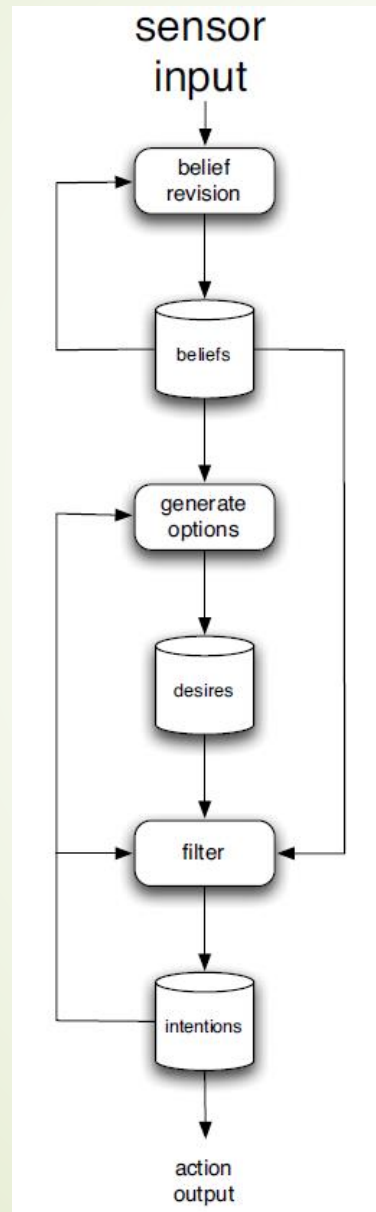 sensor
input
belief
revision
beliefs
generate
options
desires
filter
intentions
action
output